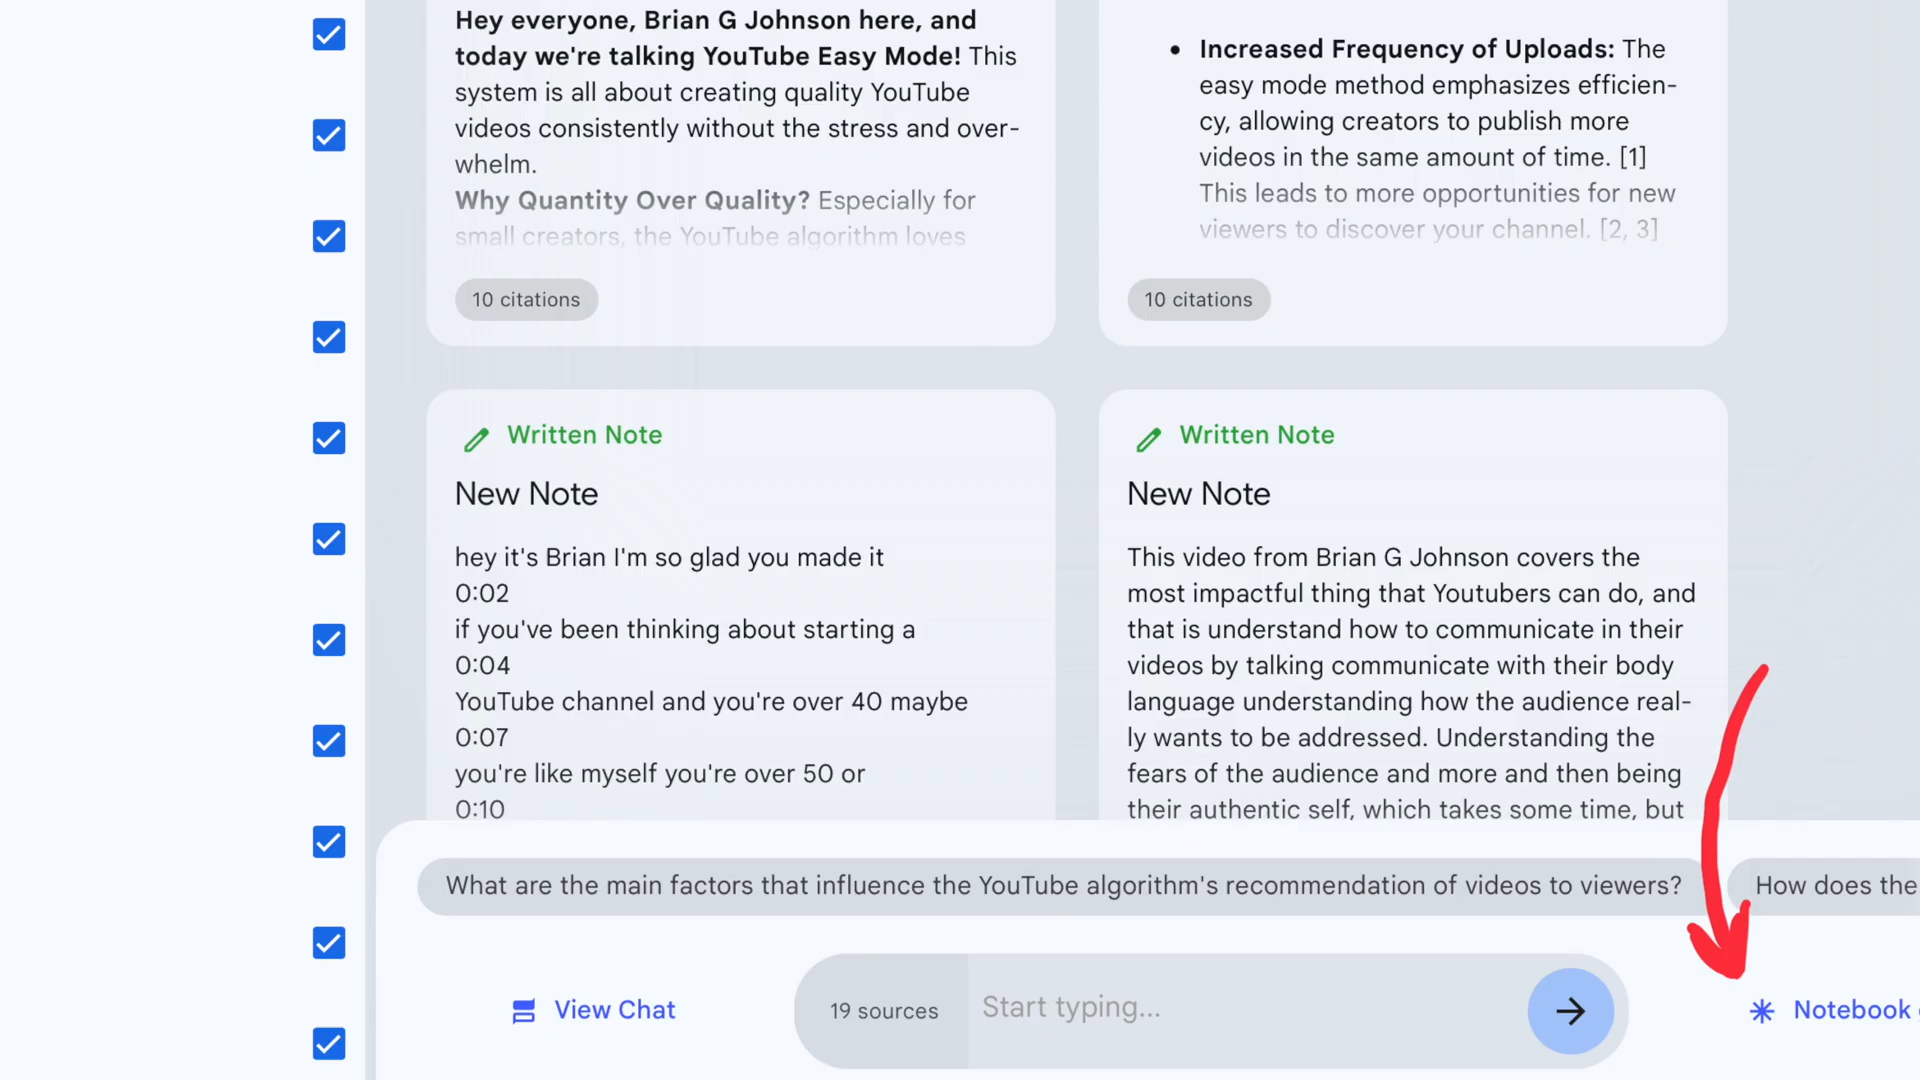 Hey everyone, Brian G Johnson here, and
today we're talking YouTube Easy Mode! This
system is all about creating quality YouTube
videos consistently without the stress and over-
whelm.
Why Quantity Over Quality? Especially for
small creators, the YouTube algorithm loves
10 citations
Increased Frequency of Uploads: The
easy mode method emphasizes efficien-
cy, allowing creators to publish more
videos in the same amount of time. [1]
This leads to more opportunities for new
viewers to discover your channel. [2, 3]
10 citations
Written Note
New Note
hey it's Brian I'm so glad you made it
0:02
if you've been thinking about starting a
0:04
YouTube channel and you're over 40 maybe
0:07
you're like myself you're over 50 or
0:10
Written Note
New Note
This video from Brian G Johnson covers the
most impactful thing that Youtubers can do, and
that is understand how to communicate in their
videos by talking communicate with their body
language understanding how the audience real-
ly wants to be addressed. Understanding the
fears of the audience and more and then being
their authentic self, which takes some time, but
What are the main factors that influence the YouTube algorithm's recommendation of videos to viewers?
How does the
View Chat
19 sources
Start typing...
Notebook